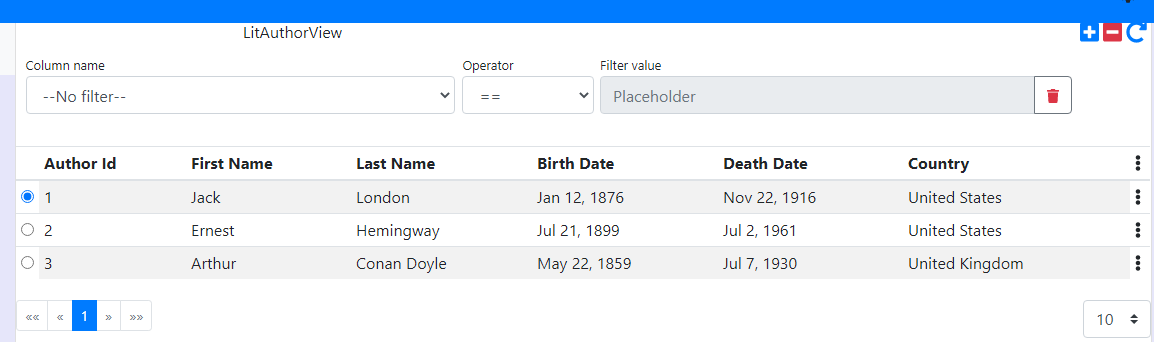 LitAuthorView
Column name Operator Filter value
--No filter-- == Placeholder
Author Id First Name Last Name Birth Date Death Date Country
1 Jack London Jan 12, 1876 Nov 22, 1916 United States
2 Ernest Hemingway Jul 21, 1899 Jul 2, 1961 United States
3 Arthur Conan Doyle May 22, 1859 Jul 7, 1930 United Kingdom
«« « 1 » »» 10